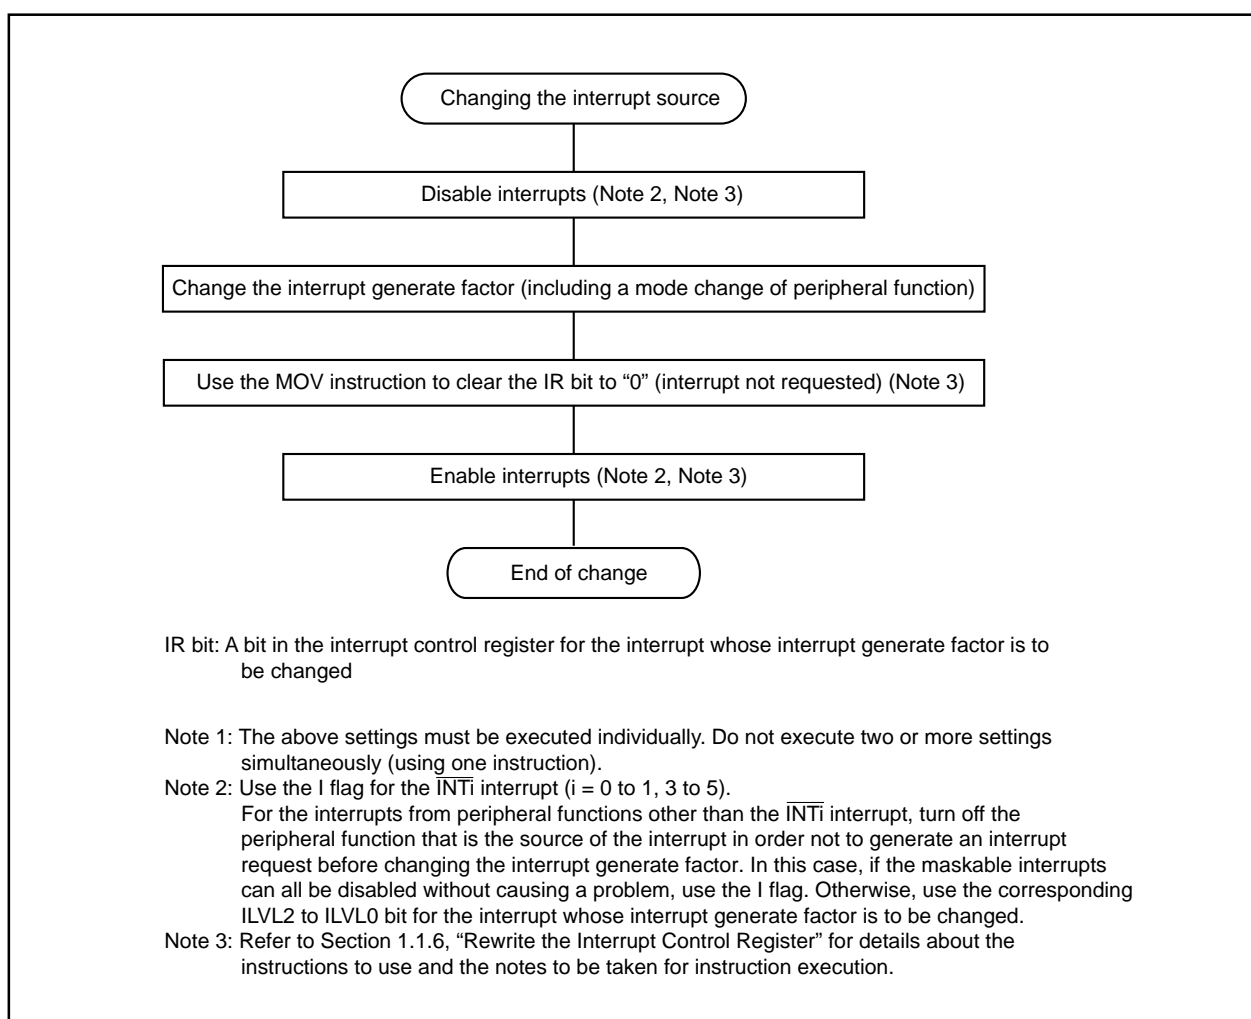 Changing the interrupt source
Disable interrupts (Note 2, Note 3)
Change the interrupt generate factor (including a mode change of peripheral function)
Use the MOV instruction to clear the IR bit to “0” (interrupt not requested) (Note 3)
Enable interrupts (Note 2, Note 3)
End of change
IR bit: A bit in the interrupt control register for the interrupt whose interrupt generate factor is to
be changed
Note 1: The above settings must be executed individually. Do not execute two or more settings
simultaneously (using one instruction).
Note 2: Use the I flag for the I̅N̅T̅i̅ interrupt (i = 0 to 1, 3 to 5).
For the interrupts from peripheral functions other than the I̅N̅T̅i̅ interrupt, turn off the
peripheral function that is the source of the interrupt in order not to generate an interrupt
request before changing the interrupt generate factor. In this case, if the maskable interrupts
can all be disabled without causing a problem, use the I flag. Otherwise, use the corresponding
ILVL2 to ILVL0 bit for the interrupt whose interrupt generate factor is to be changed.
Note 3: Refer to Section 1.1.6, “Rewrite the Interrupt Control Register” for details about the
instructions to use and the notes to be taken for instruction execution.